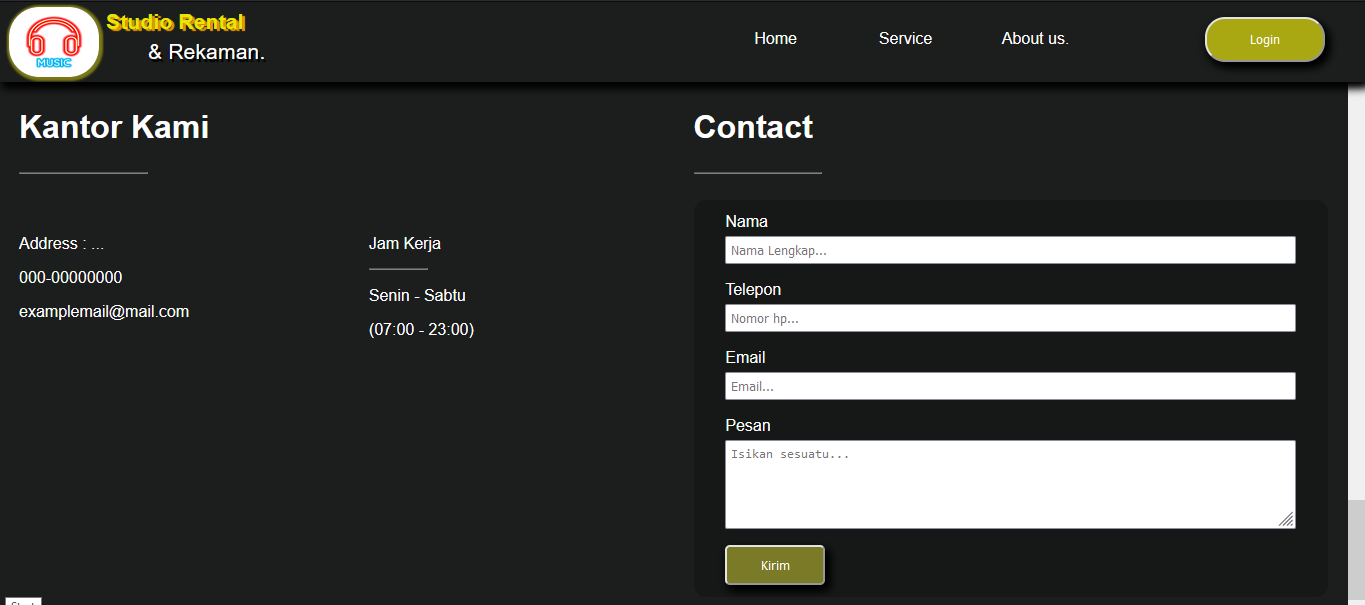 MUSIC
Studio Rental
& Rekaman.
Home
Service
About us.
Login
Kantor Kami
Address : ...
000-00000000
examplemail@mail.com
Jam Kerja
Senin - Sabtu
(07:00 - 23:00)
Contact
Nama
Nama Lengkap...
Telepon
Nomor hp...
Email
Email...
Pesan
Isikan sesuatu...
Kirim